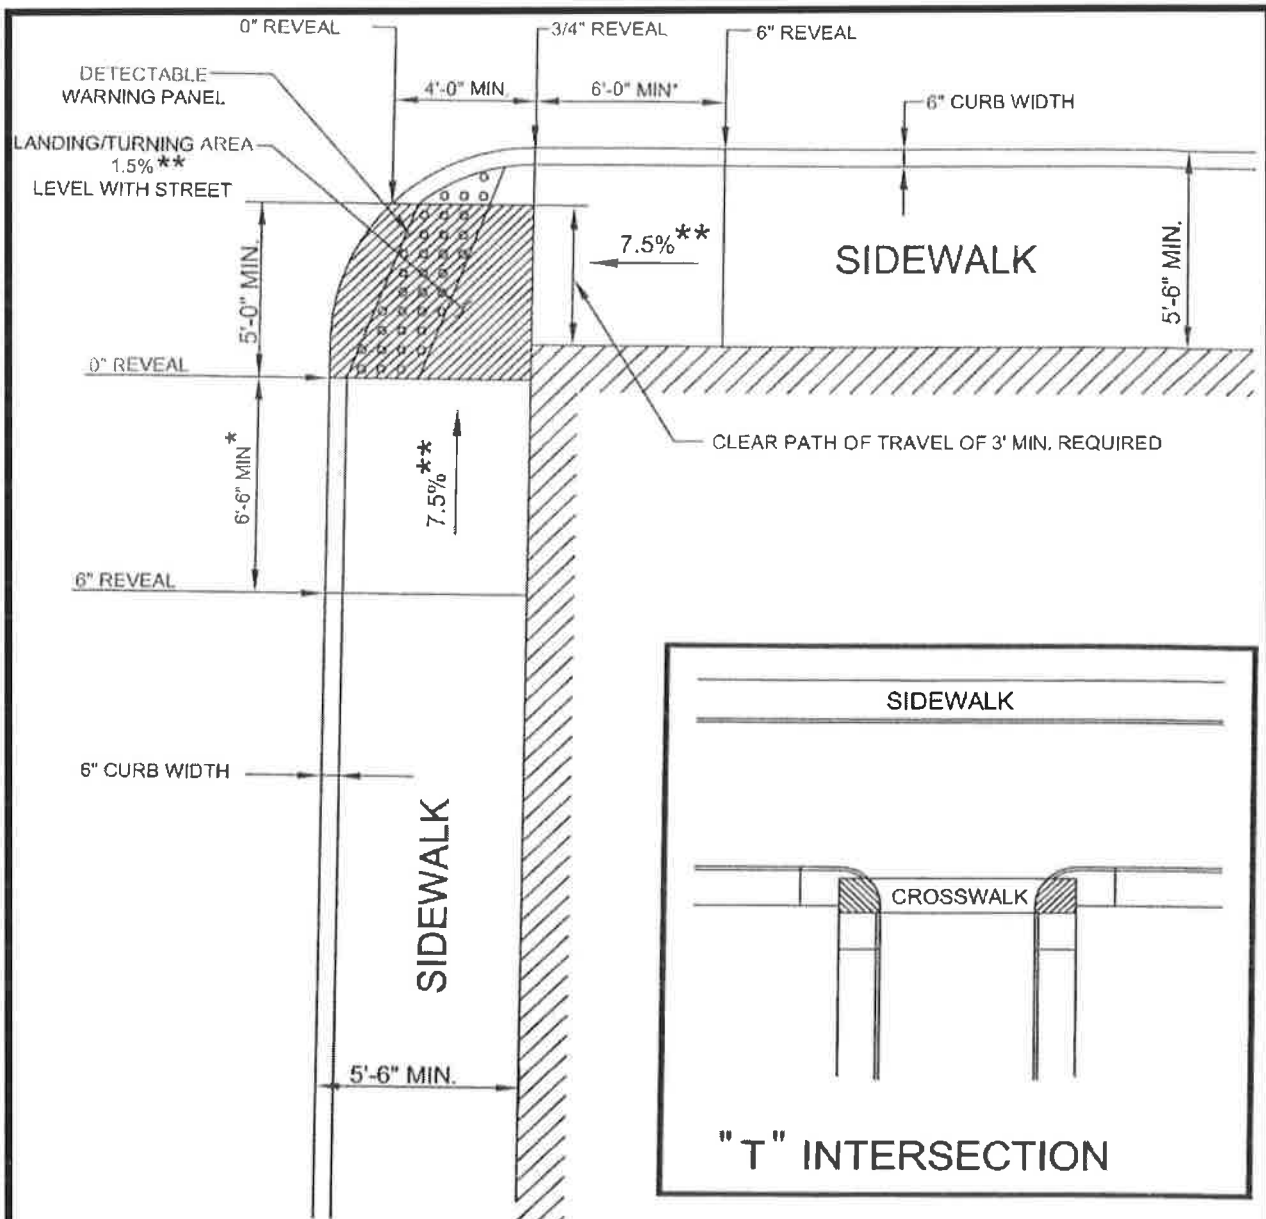 0" REVEAL
3/4" REVEAL
6" REVEAL
DETECTABLE
WARNING PANEL
4'-0" MIN.
6'-0" MIN*
6" CURB WIDTH
LANDING/TURNING AREA
1.5%**
LEVEL WITH STREET
7.5%**
SIDEWALK
5'-6" MIN.
5'-0" MIN.
0" REVEAL
CLEAR PATH OF TRAVEL OF 3' MIN. REQUIRED
6'-6" MIN*
7.5%**
6" REVEAL
6" CURB WIDTH
SIDEWALK
5'-6" MIN.
SIDEWALK
CROSSWALK
"T" INTERSECTION